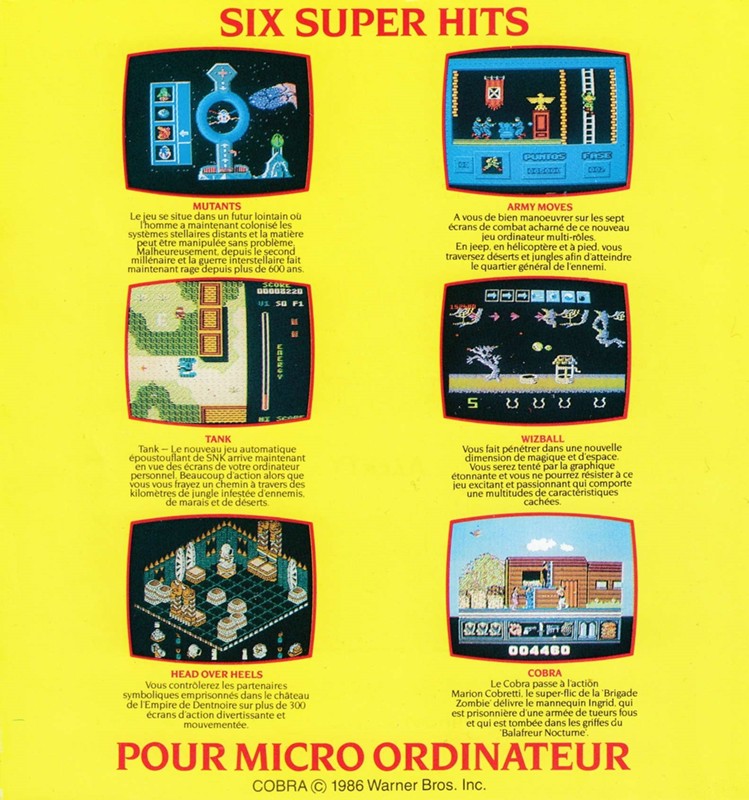 SIX SUPER HITS
MUTANTS
Le jeu se situe dans un futur lointain où
l'homme a maintenant colonisé les
systèmes stellaires distants et la matière
peut être manipulée sans problème.
Malheureusement, depuis le second
millénaire et la guerre interstellaire fait
maintenant rage depuis plus de 600 ans.
PUNTOS FASE
ARMY MOVES
A vous de bien manoeuvrer sur les sept
écrans de combat acharné de ce nouveau
jeu ordinateur multi-rôles.
En jeep, en hélicoptère et à pied, vous
traversez déserts et jungles afin d'atteindre
le quartier général de l'ennemi.
SCORE
00008220
U1 SG P1
ENERGY
HI SCORE
TANK
Tank — Le nouveau jeu automatique
époustouflant de SNK arrive maintenant
en vue des écrans de votre ordinateur
personnel. Beaucoup d'action alors que
vous vous frayez un chemin à travers des
kilomètres de jungle infestée d'ennemis,
de marais et de déserts.
5
WIZBALL
Vous fait pénétrer dans une nouvelle
dimension de magique et d'espace.
Vous serez tenté par la graphique
étonnante et vous ne pourrez résister à ce
jeu excitant et passionnant qui comporte
une multitudes de caractéristiques
cachées.
HEAD OVER HEELS
Vous contrôlerez les partenaires
symboliques emprisonnés dans le château
de l'Empire de Dentnoire sur plus de 300
écrans d'action divertissante et
mouvementée.
004460
COBRA
Le Cobra passe à l'action
Marion Cobretti, le super-flic de la 'Brigade
Zombie' délivre le mannequin Ingrid, qui
est prisonnière d'une armée de tueurs fous
et qui est tombée dans les griffes du
'Balafreur Nocturne'.
POUR MICRO ORDINATEUR
COBRA © 1986 Warner Bros. Inc.